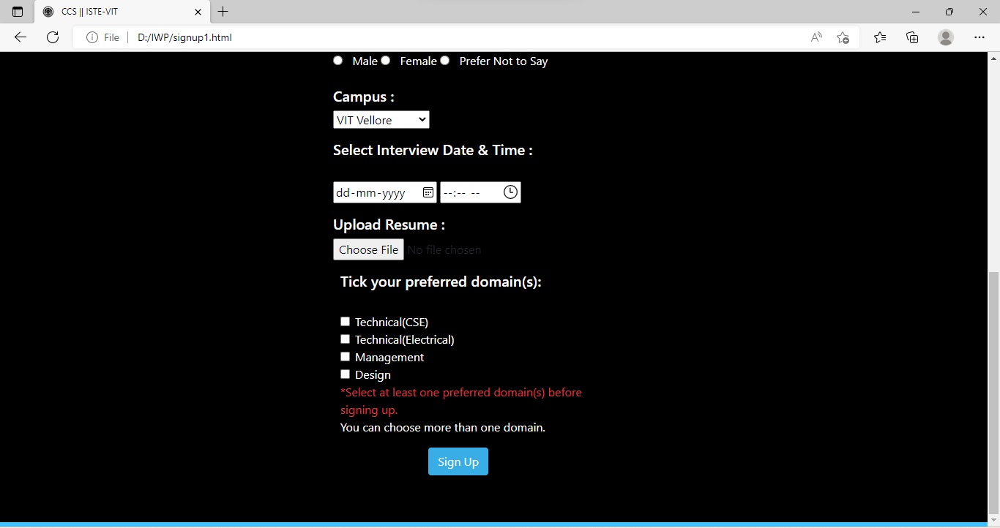 CCS || ISTE-VIT
File D:/IWP/signup1.html
Male Female Prefer Not to Say
Campus :
VIT Vellore
Select Interview Date & Time :
dd-mm-yyyy --:-- --
Upload Resume :
Choose File No file chosen
Tick your preferred domain(s):
Technical(CSE)
Technical(Electrical)
Management
Design
*Select at least one preferred domain(s) before
signing up.
You can choose more than one domain.
Sign Up